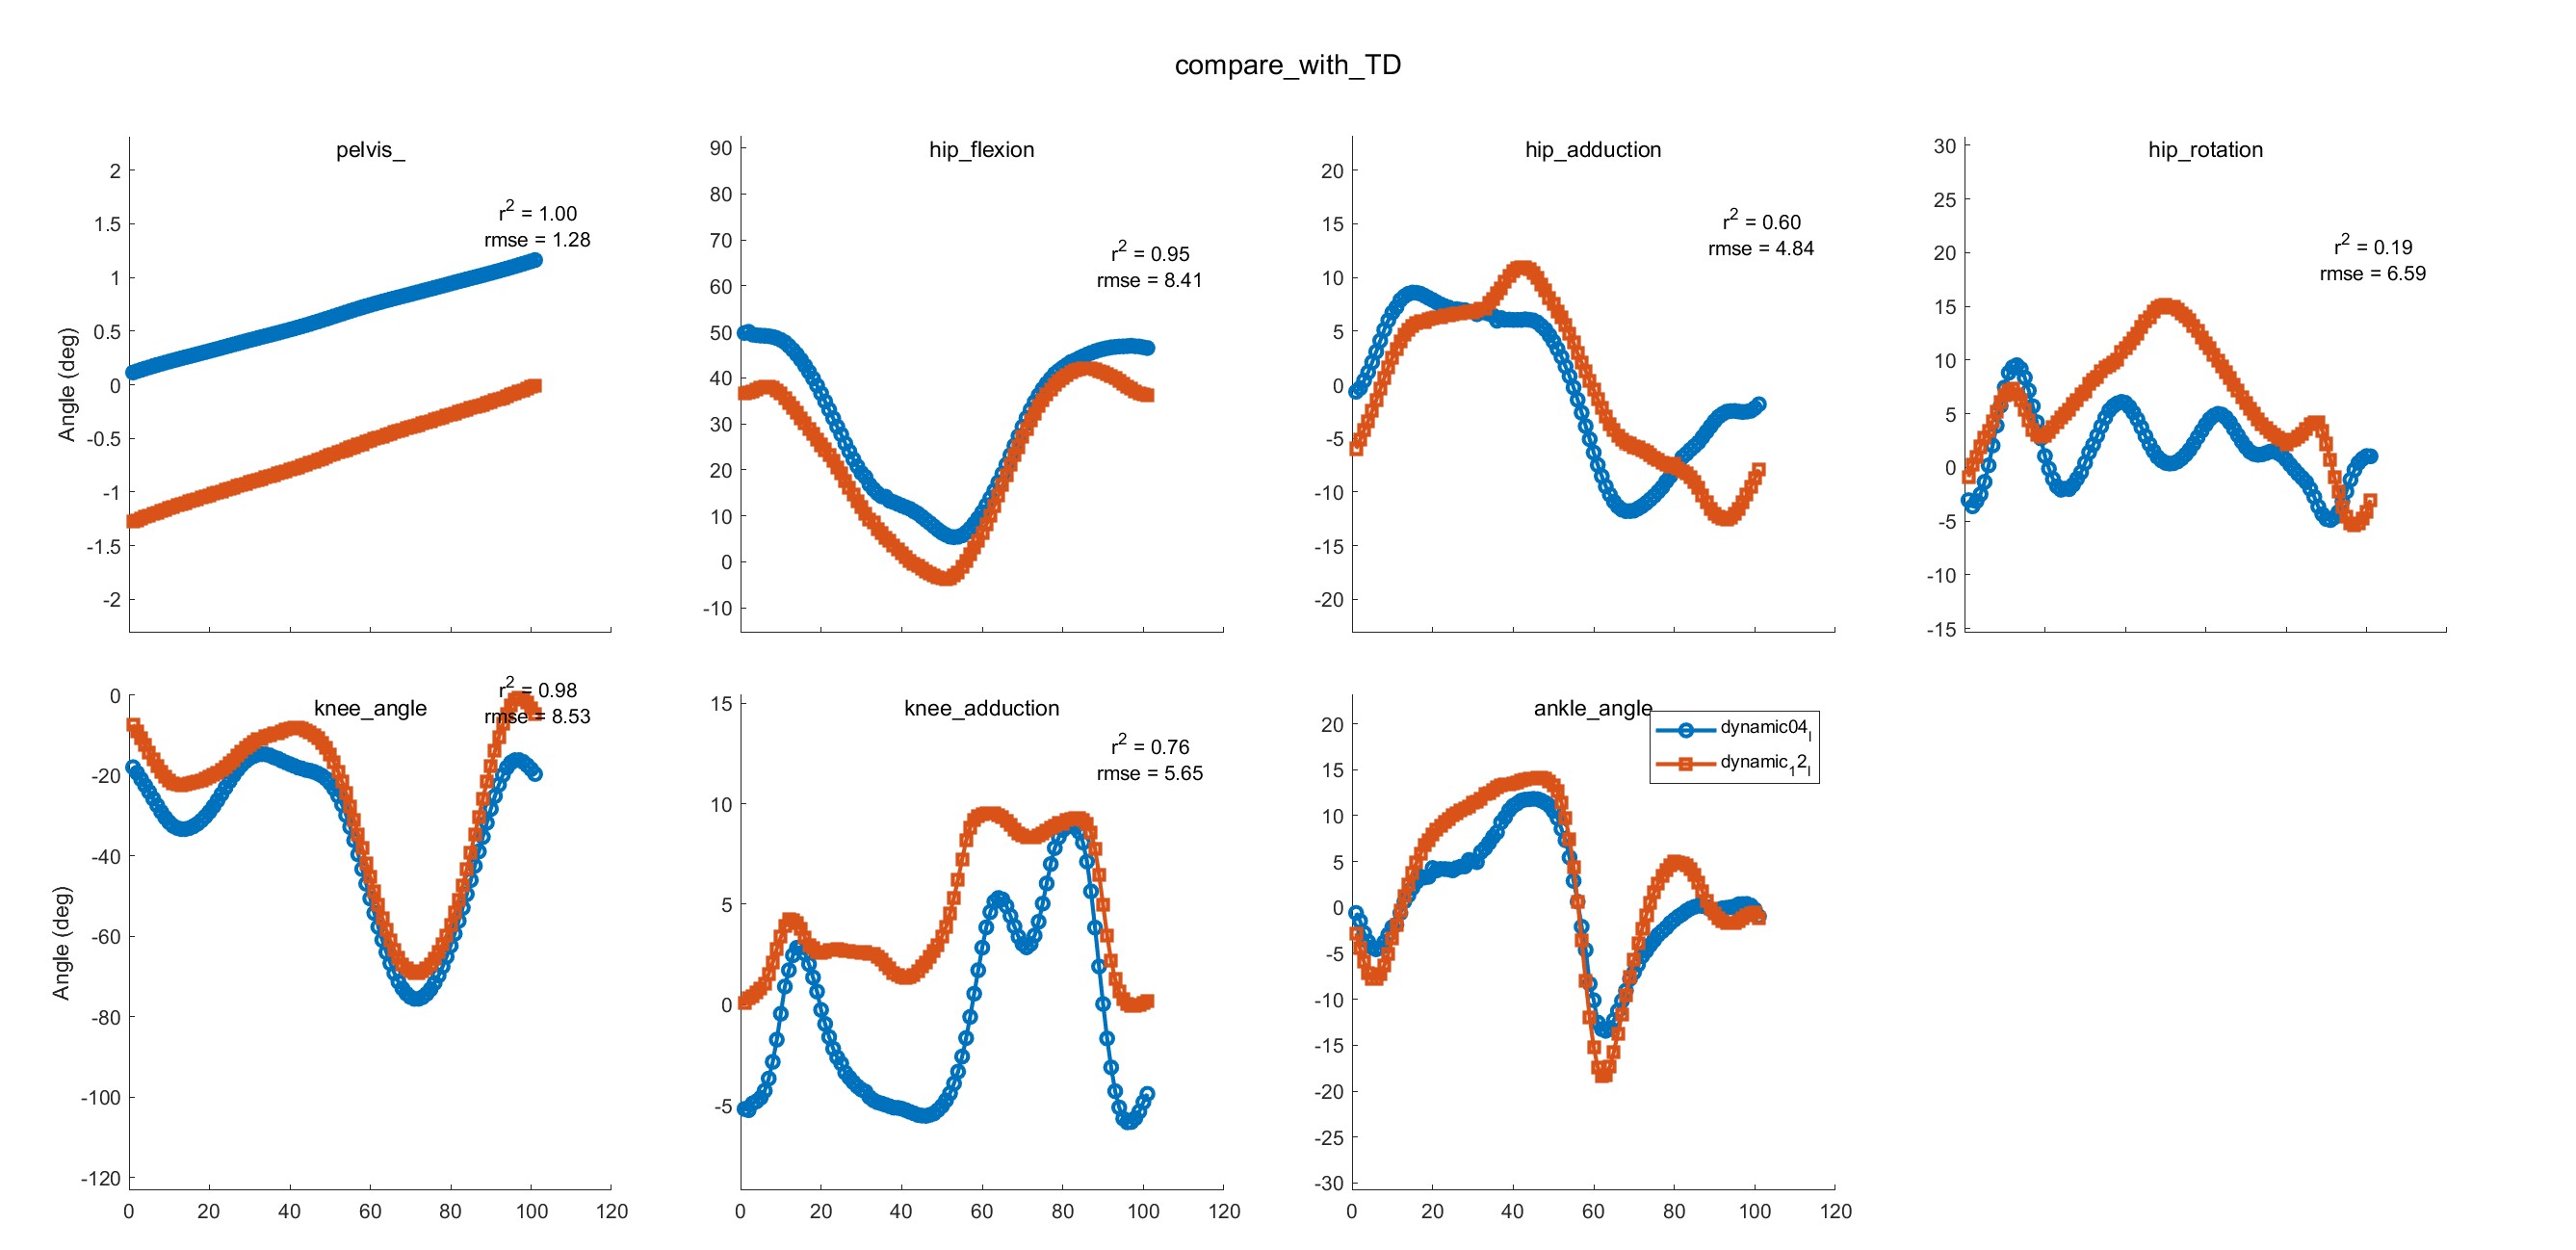 compare_with_TD
pelvis_
r² = 1.00
rmse = 1.28
2
1.5
1
0.5
0
-0.5
-1
-1.5
-2
Angle (deg)
hip_flexion
r² = 0.95
rmse = 8.41
90
80
70
60
50
40
30
20
10
0
-10
hip_adduction
r² = 0.60
rmse = 4.84
20
15
10
5
0
-5
-10
-15
-20
hip_rotation
r² = 0.19
rmse = 6.59
30
25
20
15
10
5
0
-5
-10
-15
knee_angle
r² = 0.98
rmse = 8.53
0
-20
-40
-60
-80
-100
-120
Angle (deg)
0 20 40 60 80 100 120
knee_adduction
r² = 0.76
rmse = 5.65
15
10
5
0
-5
0 20 40 60 80 100 120
ankle_angle
dynamic04ₗ
dynamic₁2ₗ
20
15
10
5
0
-5
-10
-15
-20
-25
-30
0 20 40 60 80 100 120